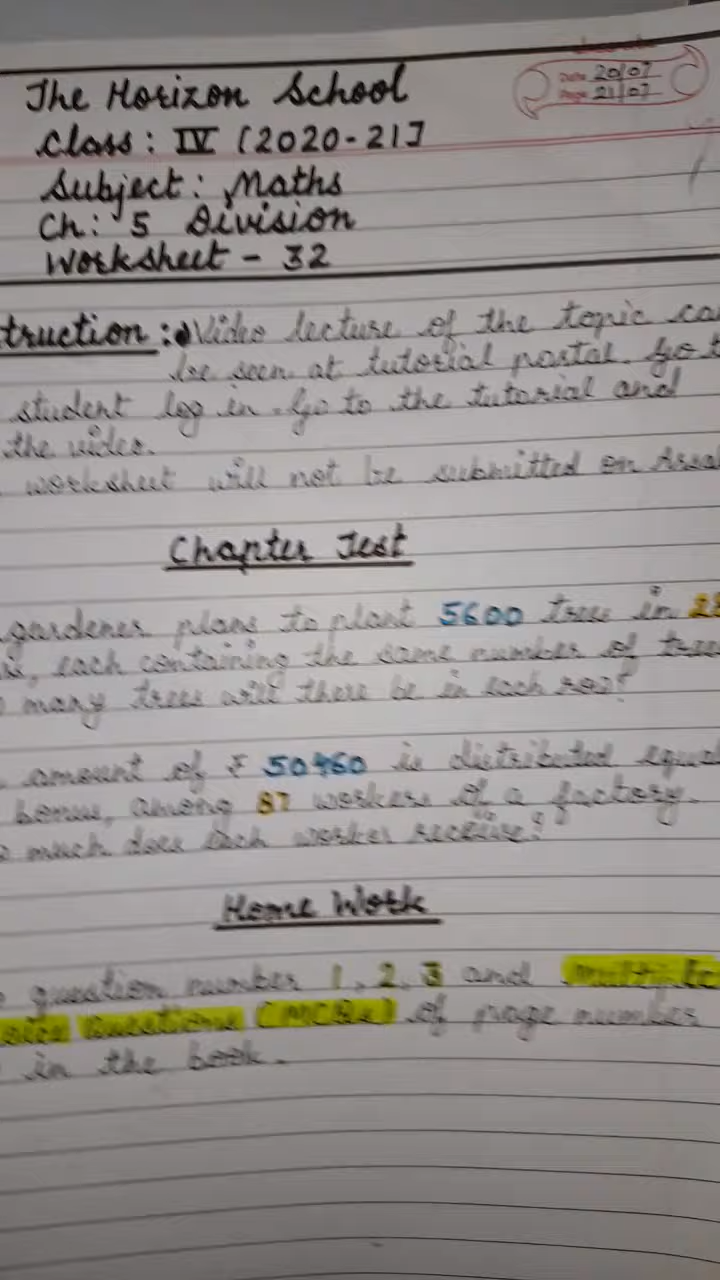 Date 20/07
Page 21/07
The Horizon School
Class: IV [2020-21]
Subject: Maths
Ch: 5 Division
Worksheet - 32
truction: Video lecture of the topic ca
be seen at tutorial portal. Go t
student log in. Go to the tutorial and
the video.
worksheet will not be submitted on
Chapter Test
gardener plans to plant 5600 trees in
each containing the same number of tree
many trees will there be in each row?
amount of ₹ 50460 is distributed equal
bonus, among 87 workers of a factory.
much does each worker receive?
Home Work
question number 1, 2, 3 and
Questions (MCQs) of page number
in the book.